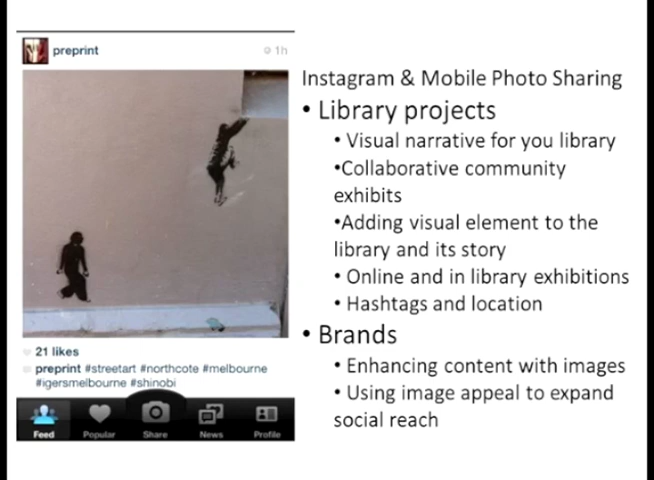 preprint
1h
21 likes
preprint #streetart #northcote #melbourne
#igersmelbourne #shinobi
Feed
Popular
Share
News
Profile
Instagram & Mobile Photo Sharing
• Library projects
• Visual narrative for you library
•Collaborative community
exhibits
•Adding visual element to the
library and its story
• Online and in library exhibitions
• Hashtags and location
• Brands
• Enhancing content with images
• Using image appeal to expand
social reach